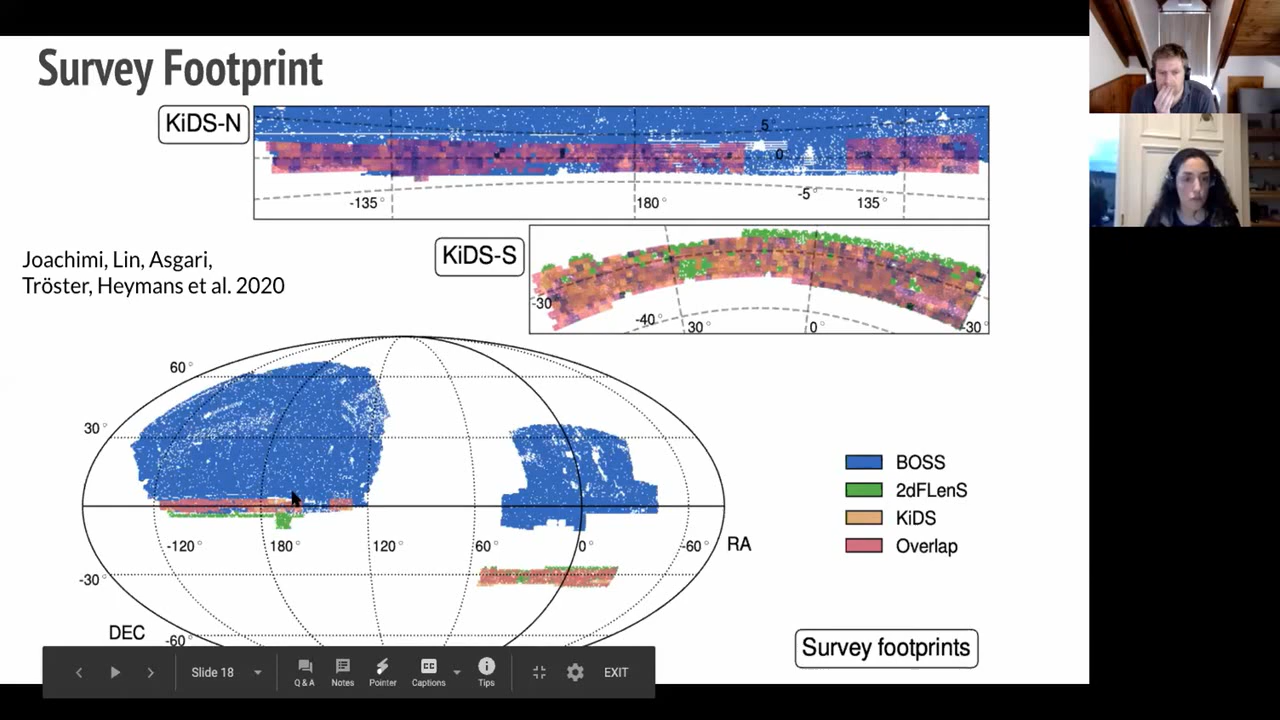 Survey Footprint
KiDS-N
5°
0°
-5°
-135°
180°
135°
KiDS-S
-30
-40°
30°
0°
-30°
Joachimi, Lin, Asgari,
Tröster, Heymans et al. 2020
60°
30°
-120°
180°
120°
60°
0°
-60°
RA
-30°
DEC
-60°
BOSS
2dFLenS
KiDS
Overlap
Survey footprints
Slide 18
Q & A
Notes
Pointer
Captions
Tips
EXIT
CC